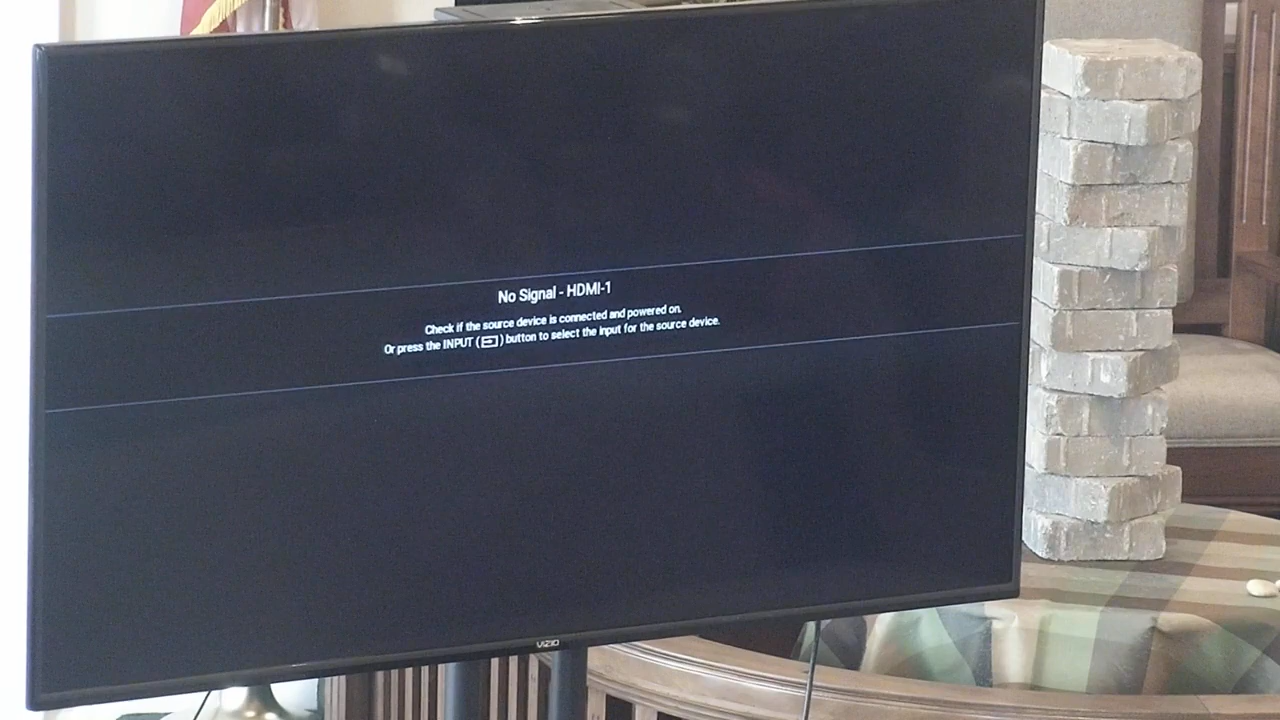 No Signal - HDMI-1
Check if the source device is connected and powered on.
Or press the INPUT ( ) button to select the input for the source device.
VIZIO